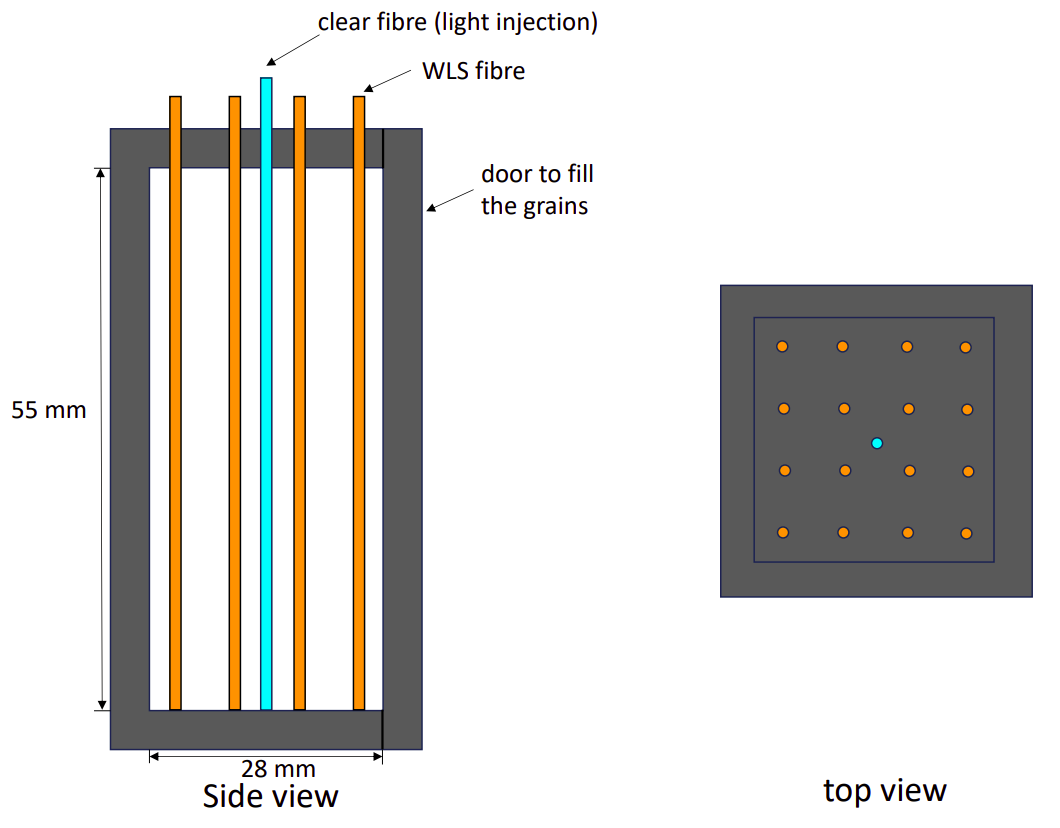 clear fibre (light injection)
WLS fibre
door to fill
the grains
55 mm
28 mm
Side view
top view